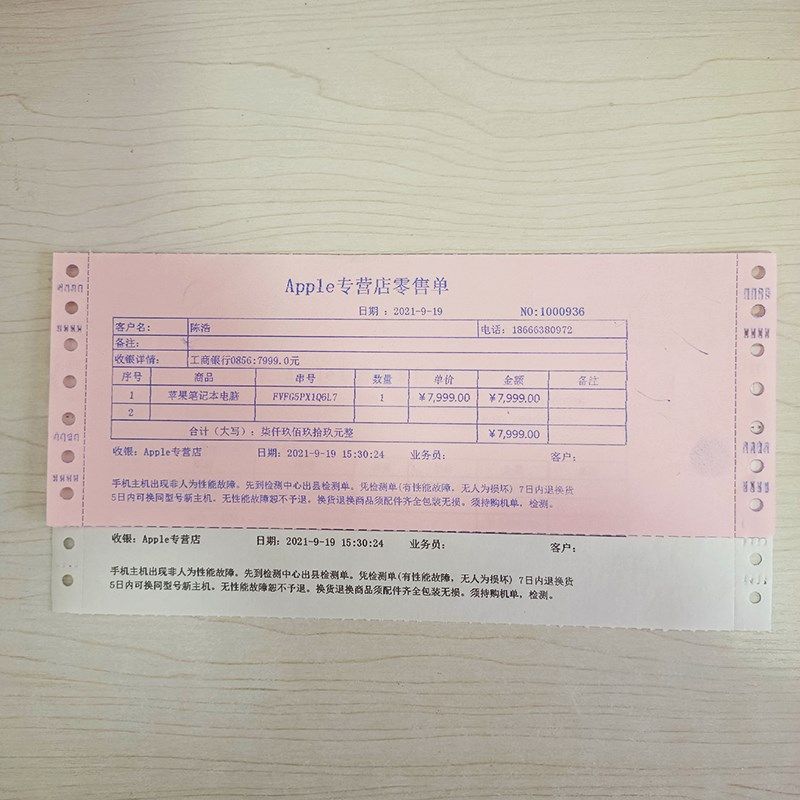 Apple专营店零售单
日期：2021-9-19 NO:1000936
客户名: 陈浩 电话: 18666380972
备注:
收银详情: 工商银行0856:7999.0元
序号 商品 串号 数量 单价 金额 备注
1 苹果笔记本电脑 FVFG5PX1Q6L7 1 ￥7,999.00 ￥7,999.00
2
合计（大写）: 柒仟玖佰玖拾玖元整 ￥7,999.00
收银: Apple专营店 日期: 2021-9-19 15:30:24 业务员: 客户:
手机主机出现非人为性能故障。先到检测中心出具检测单。凭检测单(有性能故障，无人为损坏) 7日内退换货
5日内可换同型号新主机。无性能故障恕不予退。换货退换商品须配件齐全包装无损。须持购机单，检测。
收银: Apple专营店 日期: 2021-9-19 15:30:24 业务员: 客户:
手机主机出现非人为性能故障。先到检测中心出县检测单。凭检测单(有性能故障，无人为损坏) 7日内退换货
5日内可换同型号新主机。无性能故障恕不予退。换货退换商品须配件齐全包装无损。须持购机单，检测。